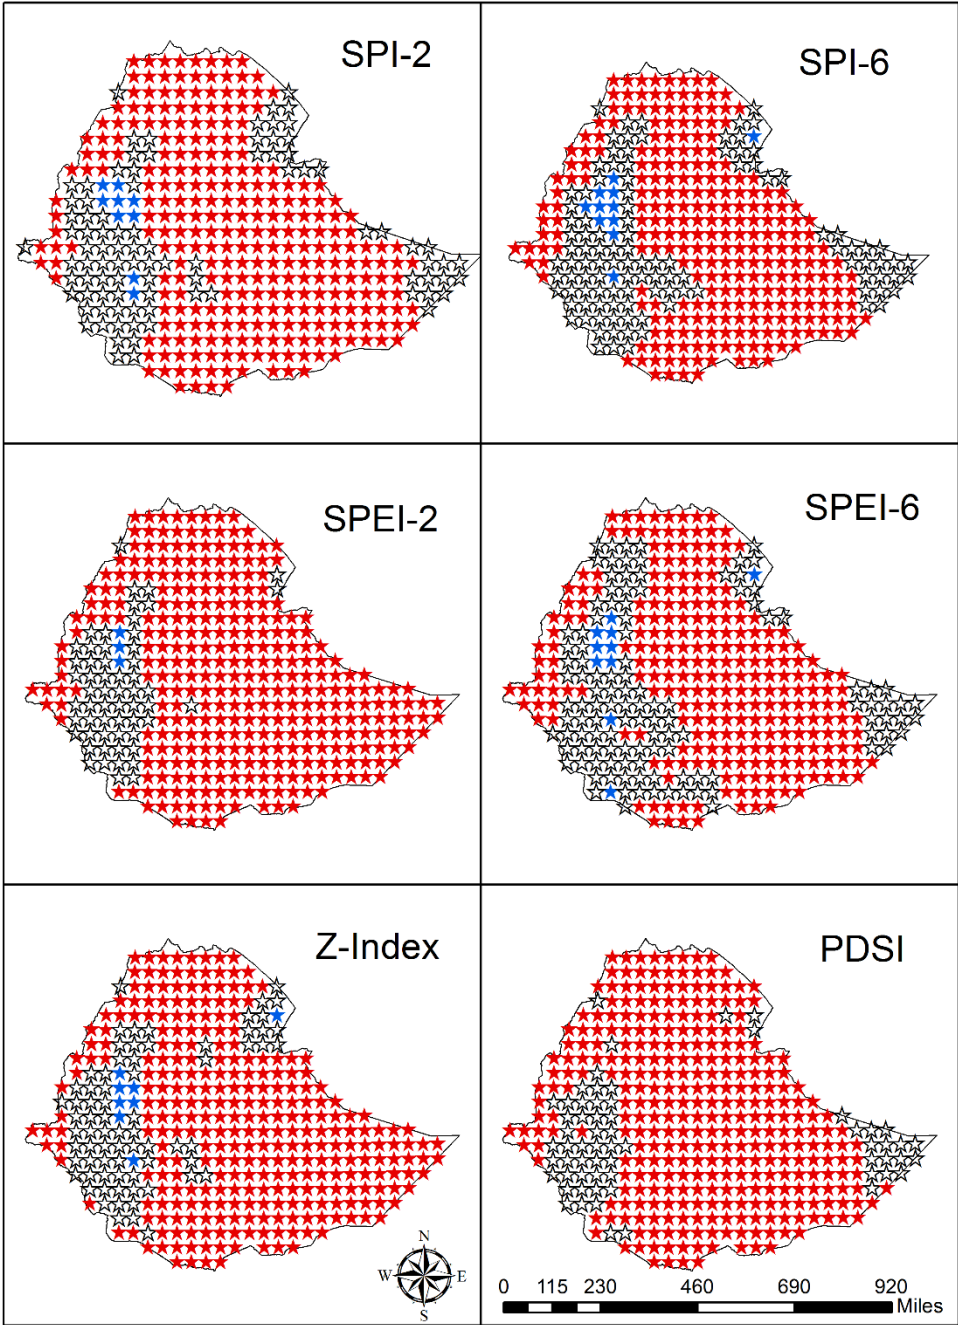 SPI-2
SPI-6
SPEI-2
SPEI-6
Z-Index
PDSI
N
W E
S
0 115 230 460 690 920
Miles